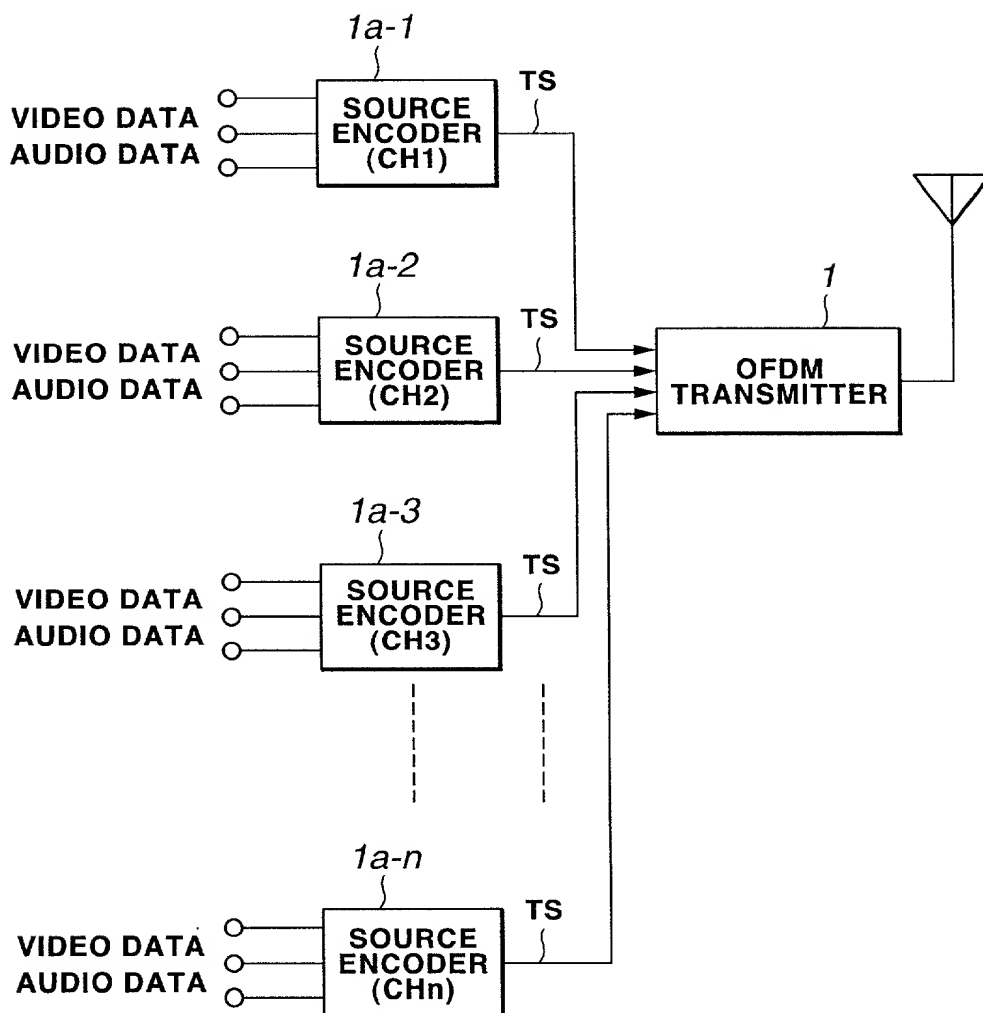 1a-1
TS
VIDEO DATA
AUDIO DATA
SOURCE
ENCODER
(CH1)
1a-2
TS
VIDEO DATA
AUDIO DATA
SOURCE
ENCODER
(CH2)
1
OFDM
TRANSMITTER
1a-3
TS
VIDEO DATA
AUDIO DATA
SOURCE
ENCODER
(CH3)
1a-n
TS
VIDEO DATA
AUDIO DATA
SOURCE
ENCODER
(CHn)